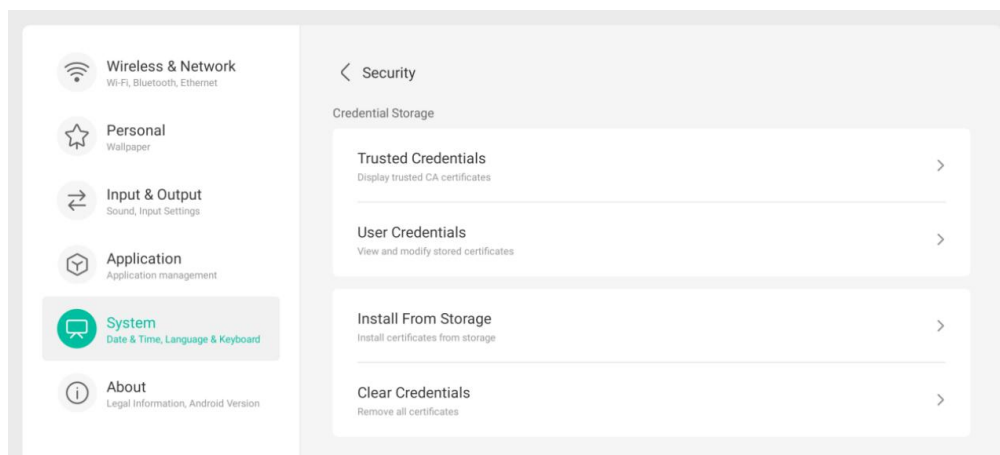 Wireless & Network
Wi-Fi, Bluetooth, Ethernet
Personal
Wallpaper
Input & Output
Sound, Input Settings
Application
Application management
System
Date & Time, Language & Keyboard
About
Legal Information, Android Version
Security
Credential Storage
Trusted Credentials
Display trusted CA certificates
User Credentials
View and modify stored certificates
Install From Storage
Install certificates from storage
Clear Credentials
Remove all certificates